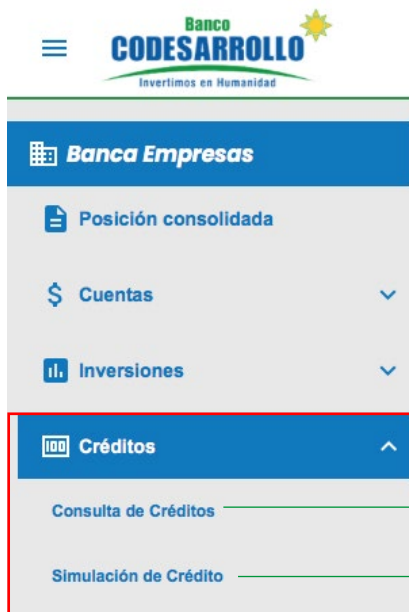 Banco
CODESARROLLO
Invertimos en Humanidad
Banca Empresas
Posición consolidada
$ Cuentas
Inversiones
Créditos
Consulta de Créditos
Simulación de Crédito